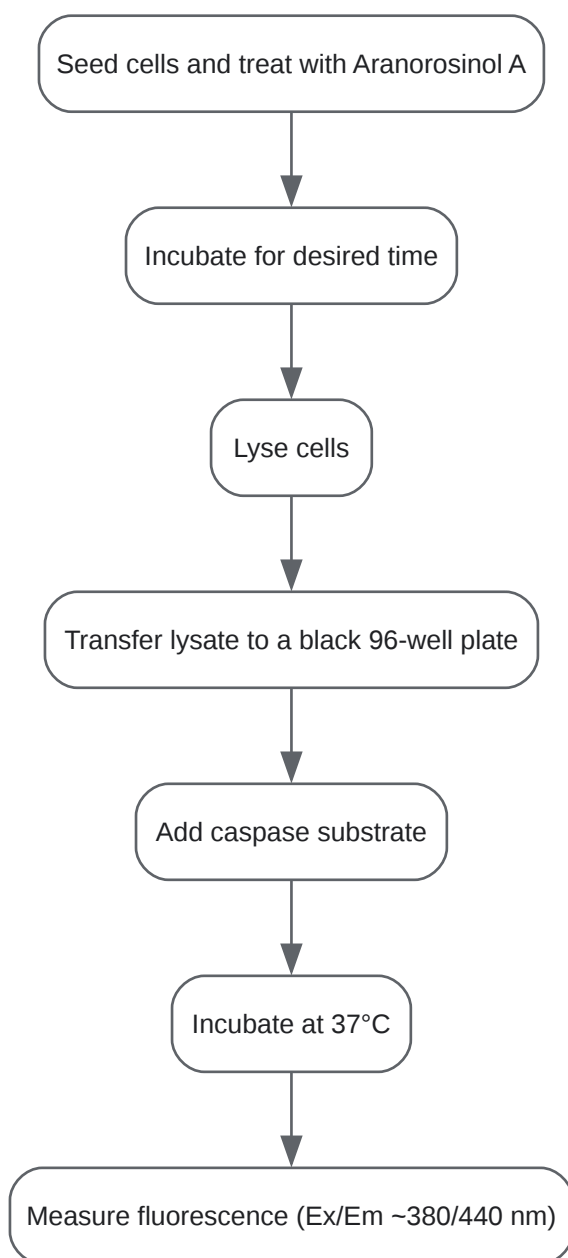 Seed cells and treat with Aranorosinol A
Incubate for desired time
Lyse cells
Transfer lysate to a black 96-well plate
Add caspase substrate
Incubate at 37°C
Measure fluorescence (Ex/Em ~380/440 nm)